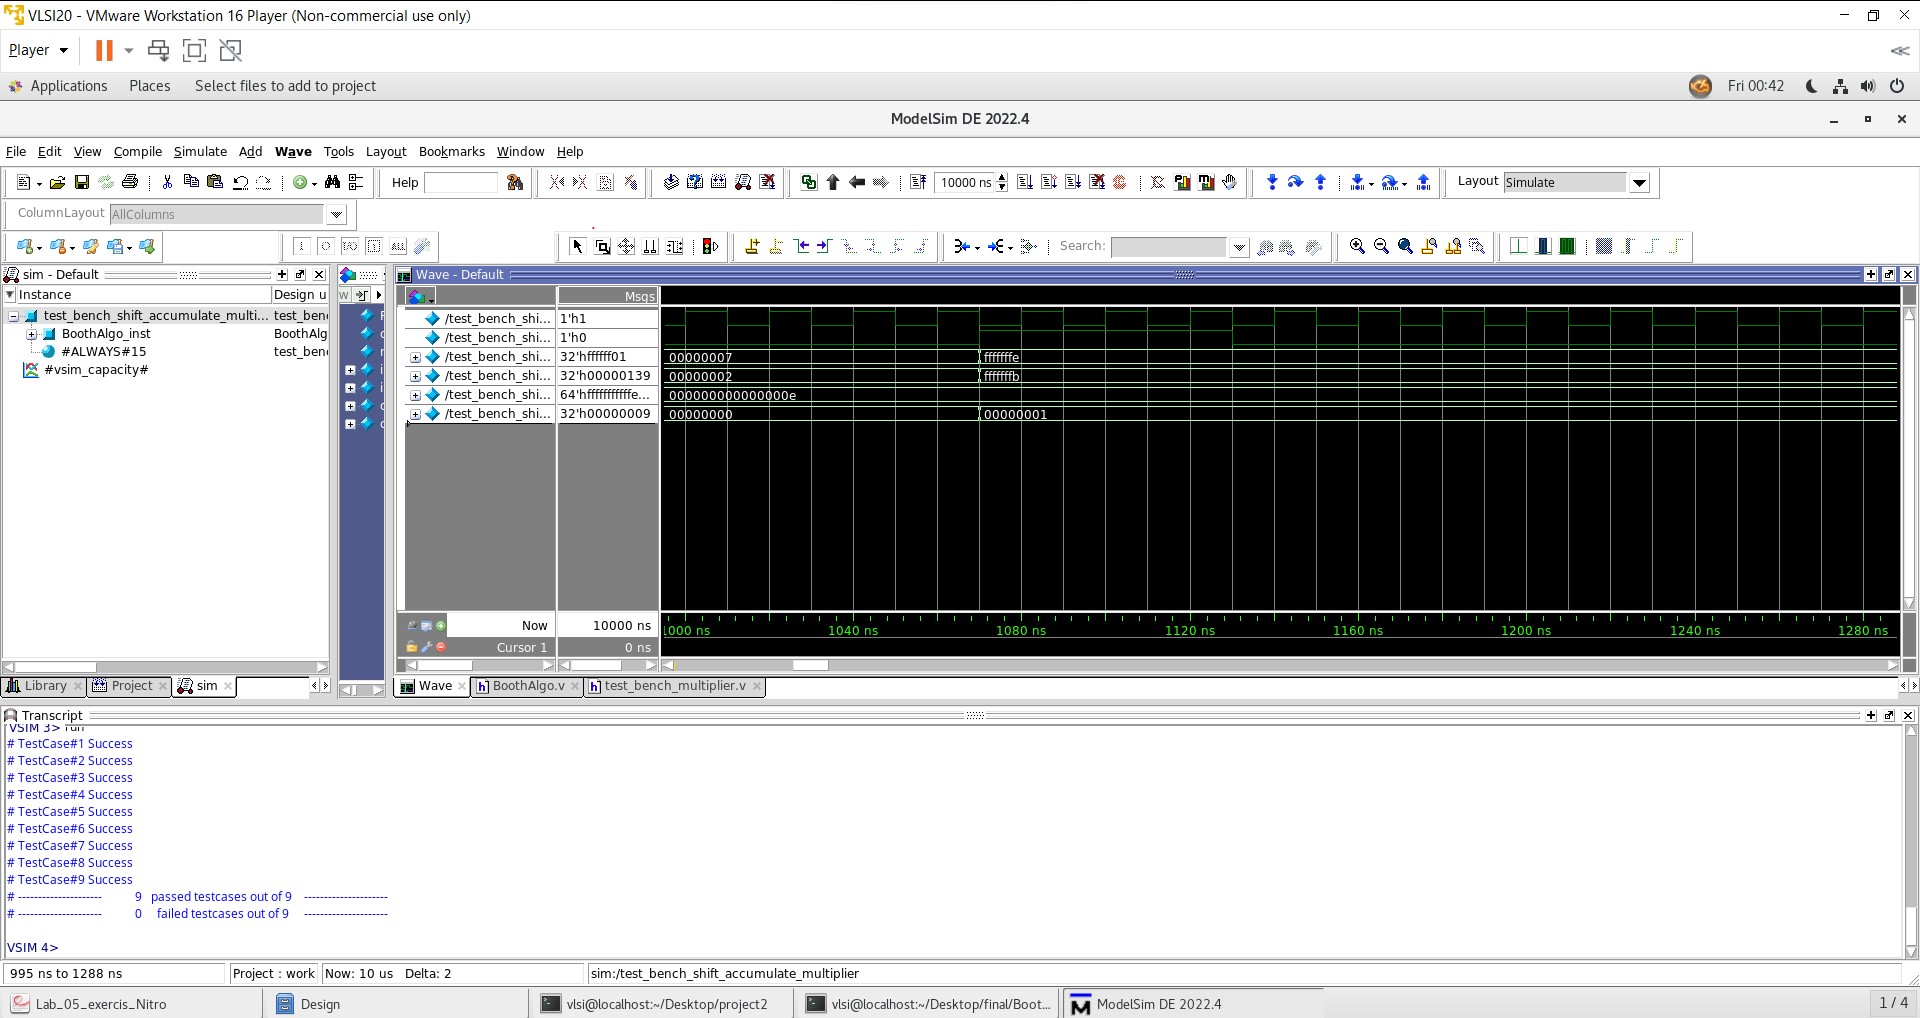 VLSI20 - VMware Workstation 16 Player (Non-commercial use only)
Player
Applications Places Select files to add to project Fri 00:42
ModelSim DE 2022.4
File Edit View Compile Simulate Add Wave Tools Layout Bookmarks Window Help
Help 10000 ns Layout Simulate
ColumnLayout AllColumns
ALL Search:
sim - Default
Wave - Default
Instance Design u
Msgs
test_bench_shift_accumulate_multi... test_ben
BoothAlgo_inst BoothAlg
#ALWAYS#15 test_ben
#vsim_capacity#
/test_bench_shi... 1'h1
/test_bench_shi... 1'h0
/test_bench_shi... 32'hffffff01 00000007 fffffffe
/test_bench_shi... 32'h00000139 00000002 fffffffb
/test_bench_shi... 64'hfffffffffffe... 000000000000000e
/test_bench_shi... 32'h00000009 00000000 00000001
Now 10000 ns
1000 ns 1040 ns 1080 ns 1120 ns 1160 ns 1200 ns 1240 ns 1280 ns
Cursor 1 0 ns
Library Project sim
Wave BoothAlgo.v test_bench_multiplier.v
Transcript
VSIM 3> run
# TestCase#1 Success
# TestCase#2 Success
# TestCase#3 Success
# TestCase#4 Success
# TestCase#5 Success
# TestCase#6 Success
# TestCase#7 Success
# TestCase#8 Success
# TestCase#9 Success
# --------------------- 9 passed testcases out of 9 ---------------------
# --------------------- 0 failed testcases out of 9 ---------------------
VSIM 4>
995 ns to 1288 ns Project : work Now: 10 us Delta: 2 sim:/test_bench_shift_accumulate_multiplier
Lab_05_exercis_Nitro Design vlsi@localhost:~/Desktop/project2 vlsi@localhost:~/Desktop/final/Boot... ModelSim DE 2022.4 1 / 4